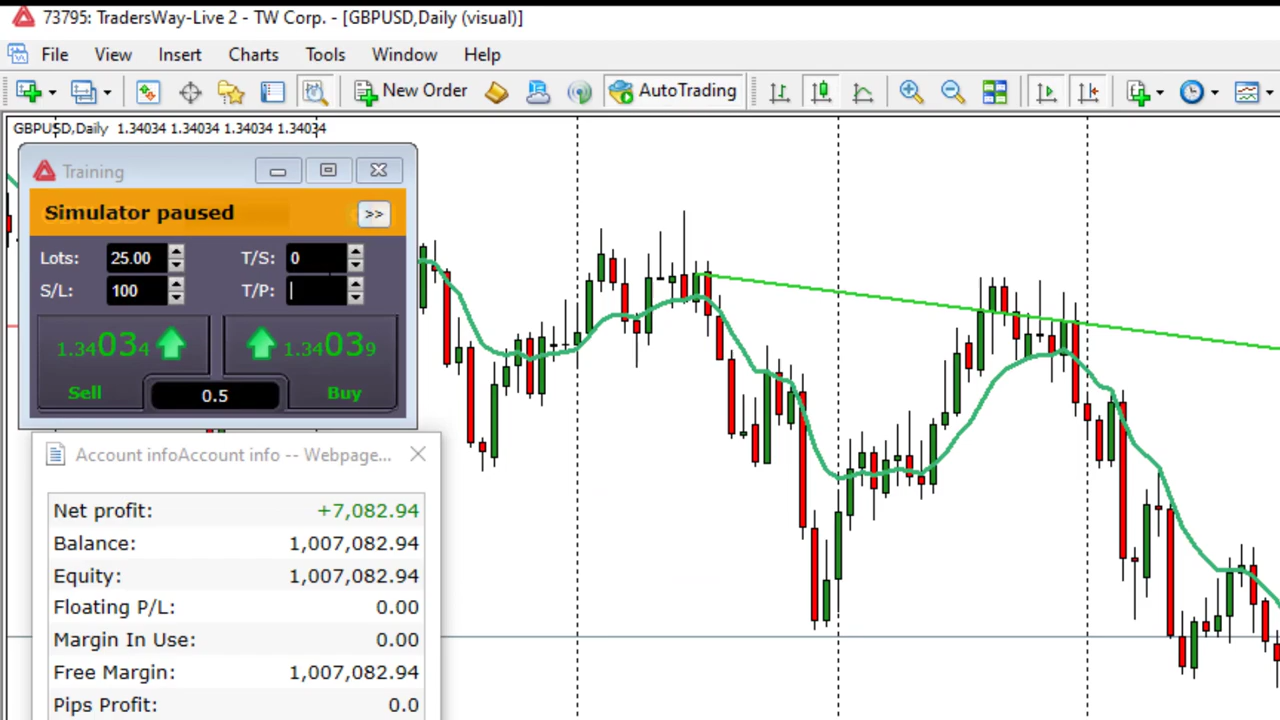 73795: TradersWay-Live 2 - TW Corp. - [GBPUSD,Daily (visual)]
File View Insert Charts Tools Window Help
New Order AutoTrading
GBPUSD,Daily 1.34034 1.34034 1.34034 1.34034
Training
Simulator paused >>
Lots: 25.00 T/S: 0
S/L: 100 T/P:
1.34034 1.34039
Sell 0.5 Buy
Account infoAccount info -- Webpage...
Net profit: +7,082.94
Balance: 1,007,082.94
Equity: 1,007,082.94
Floating P/L: 0.00
Margin In Use: 0.00
Free Margin: 1,007,082.94
Pips Profit: 0.0